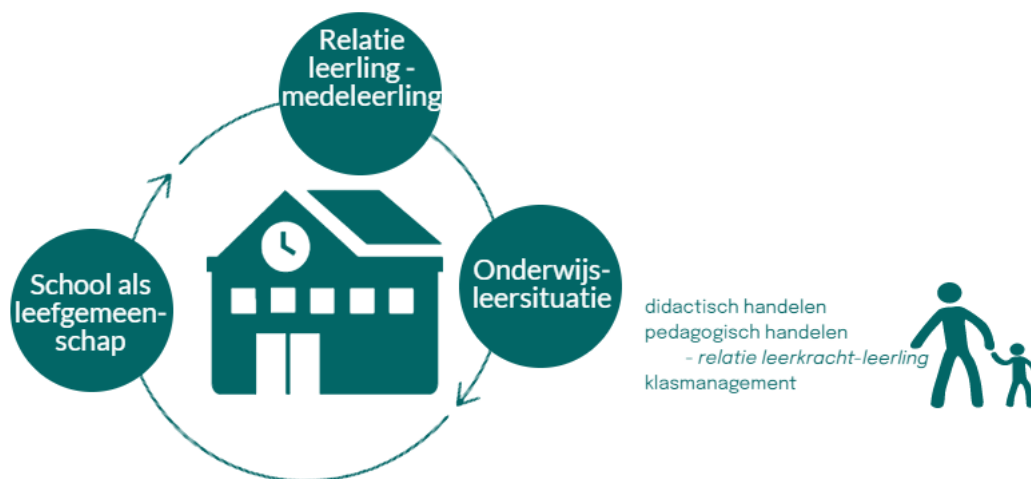 Relatie
leerling -
medeleerling
School als
leefgemeen-
schap
Onderwijs-
leersituatie
didactisch handelen
pedagogisch handelen
- relatie leerkracht-leerling
klasmanagement